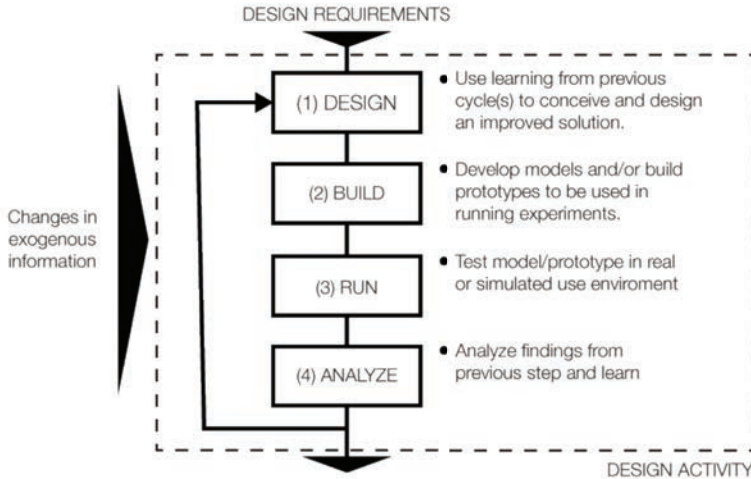 DESIGN REQUIREMENTS
(1) DESIGN
• Use learning from previous
cycle(s) to conceive and design
an improved solution.
(2) BUILD
• Develop models and/or build
prototypes to be used in
running experiments.
Changes in
exogenous
information
(3) RUN
• Test model/prototype in real
or simulated use enviroment
(4) ANALYZE
• Analyze findings from
previous step and learn
DESIGN ACTIVITY